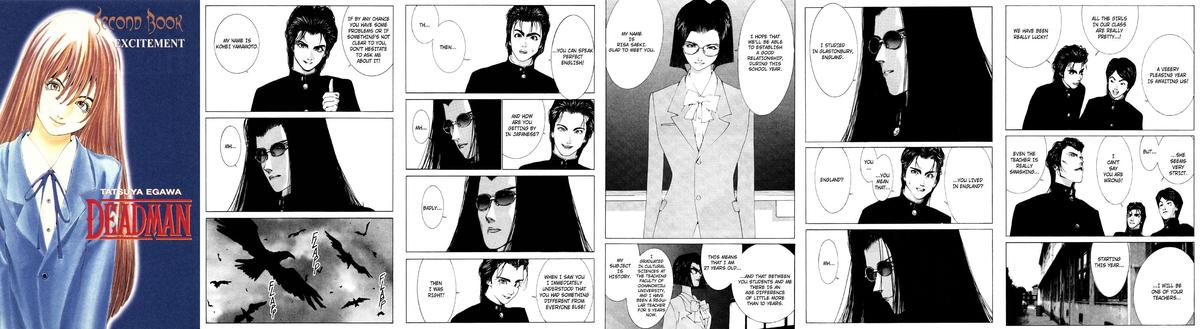 SECOND BOOK
EXCITEMENT
TATSUYA EGAWA
DEADMAN
MY NAME IS
KOHEI YAMAMOTO.
IF BY ANY CHANCE
YOU HAVE SOME
PROBLEMS OR IF
SOMETHING'S NOT
CLEAR TO YOU,
DON'T HESITATE
TO ASK ME
ABOUT IT!
MH...
FLAP
FLAP
FLAP
TH...
THEN...
...YOU CAN SPEAK
PERFECT
ENGLISH!
MH...
AND HOW
ARE YOU
GETTING BY
IN JAPANESE?
BADLY...
THEN
I WAS
RIGHT!
WHEN I SAW YOU
I IMMEDIATELY
UNDERSTOOD THAT
YOU HAD SOMETHING
DIFFERENT FROM
EVERYONE ELSE!
MY NAME
IS
RISA SAEKI.
GLAD TO MEET YOU.
I HOPE
THAT
WE'LL BE ABLE
TO ESTABLISH
A GOOD
RELATIONSHIP,
DURING THIS
SCHOOL YEAR.
MY
SUBJECT
IS
HISTORY.
I
GRADUATED
IN CULTURAL
SCIENCES AT
THE TEACHING
FACULTY OF
OCHANOMIZU
UNIVERSITY,
AND I HAVE
BEEN A REGU-
LAR TEACHER
FOR 5 YEARS
NOW.
THIS MEANS
THAT I AM
27 YEARS OLD...
...AND THAT BETWEEN
YOU STUDENTS AND ME
THERE IS AN
AGE DIFFERENCE
OF LITTLE MORE
THAN 10 YEARS.
I STUDIED
IN GLASTONBURY,
ENGLAND.
ENGLAND?
YOU
...YOU
MEAN
THAT...
...YOU LIVED
IN ENGLAND?
MH...
WE HAVE BEEN
REALLY LUCKY!
ALL THE GIRLS
IN OUR CLASS
ARE REALLY
PRETTY...!
A VEEERY
PLEASING YEAR
IS AWAITING US!
EVEN
THE TEACHER
IS REALLY
SMASHING...
I
CAN'T
SAY
YOU ARE
WRONG!
BUT...
...SHE
SEEMS
VERY
STRICT.
STARTING
THIS YEAR...
...I WILL
BE ONE OF
YOUR
TEACHERS...